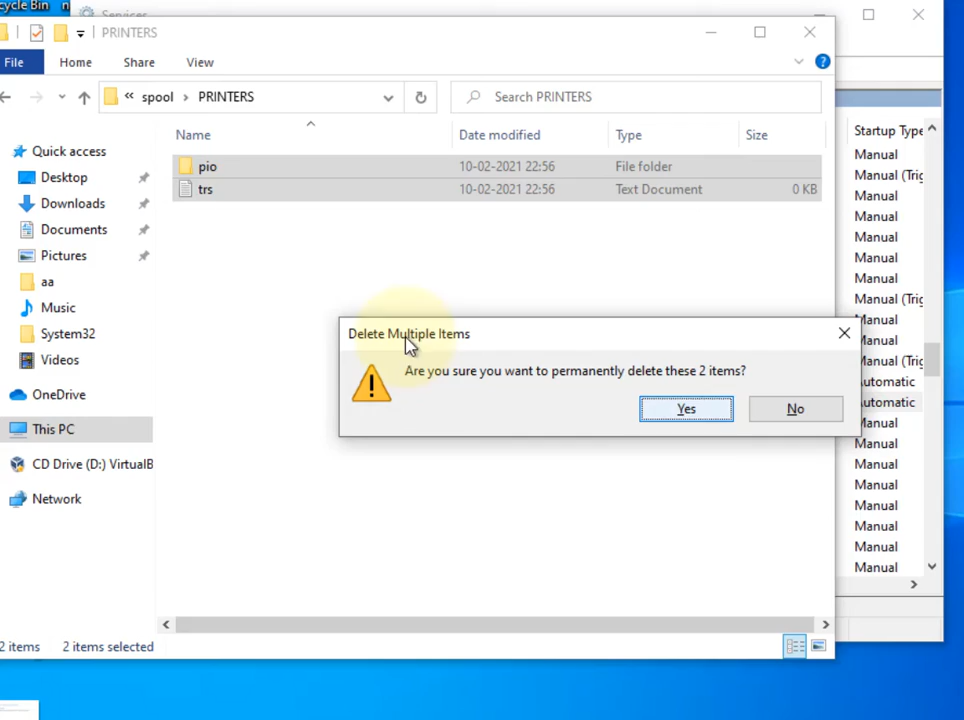 cycle Bin
n
Services
PRINTERS
File
Home
Share
View
?
« spool › PRINTERS
Search PRINTERS
Name
Date modified
Type
Size
pio
10-02-2021 22:56
File folder
trs
10-02-2021 22:56
Text Document
0 KB
Quick access
Desktop
Downloads
Documents
Pictures
aa
Music
System32
Videos
OneDrive
This PC
CD Drive (D:) VirtualB
Network
Delete Multiple Items
Are you sure you want to permanently delete these 2 items?
Yes
No
2 items
2 items selected
Startup Type
Manual
Manual (Trig
Manual
Manual
Manual
Manual
Manual
Manual (Trig
Manual
Manual
Manual (Trig
Automatic
Automatic
Manual
Manual
Manual
Manual
Manual
Manual
Manual
Manual